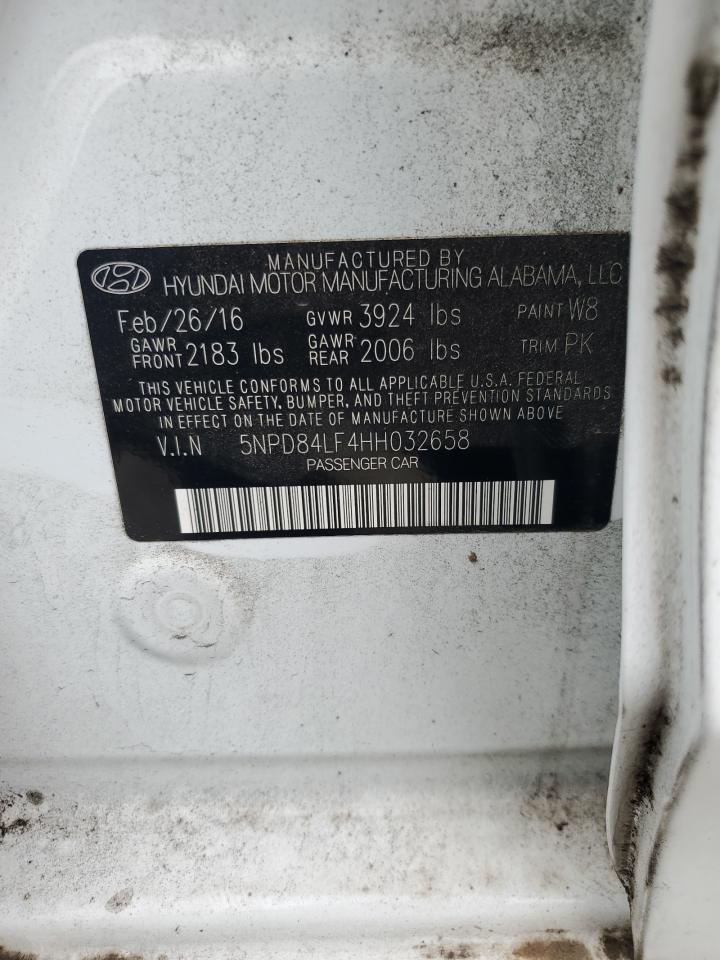 MANUFACTURED BY
HYUNDAI MOTOR MANUFACTURING ALABAMA, LLC
Feb/26/16 GVWR 3924 lbs PAINT W8
GAWR FRONT 2183 lbs GAWR REAR 2006 lbs TRIM PK
THIS VEHICLE CONFORMS TO ALL APPLICABLE U.S.A. FEDERAL
MOTOR VEHICLE SAFETY, BUMPER, AND THEFT PREVENTION STANDARDS
IN EFFECT ON THE DATE OF MANUFACTURE SHOWN ABOVE
V.I.N 5NPD84LF4HH032658
PASSENGER CAR